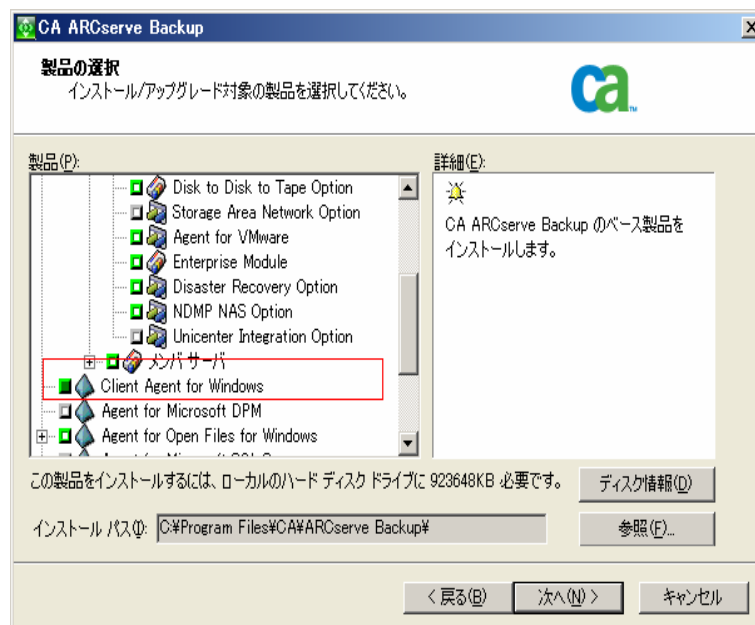 CA ARCserve Backup
製品の選択
インストール/アップグレード対象の製品を選択してください。
ca
製品(P):
Disk to Disk to Tape Option
Storage Area Network Option
Agent for VMware
Enterprise Module
Disaster Recovery Option
NDMP NAS Option
Unicenter Integration Option
メンバ サーバ
Client Agent for Windows
Agent for Microsoft DPM
Agent for Open Files for Windows
詳細(E):
CA ARCserve Backup のベース製品を
インストールします。
この製品をインストールするには、ローカルのハード ディスク ドライブに 923648KB 必要です。
ディスク情報(D)
インストール パス(I):
C:¥Program Files¥CA¥ARCserve Backup¥
参照(F)...
< 戻る(B)
次へ(N) >
キャンセル